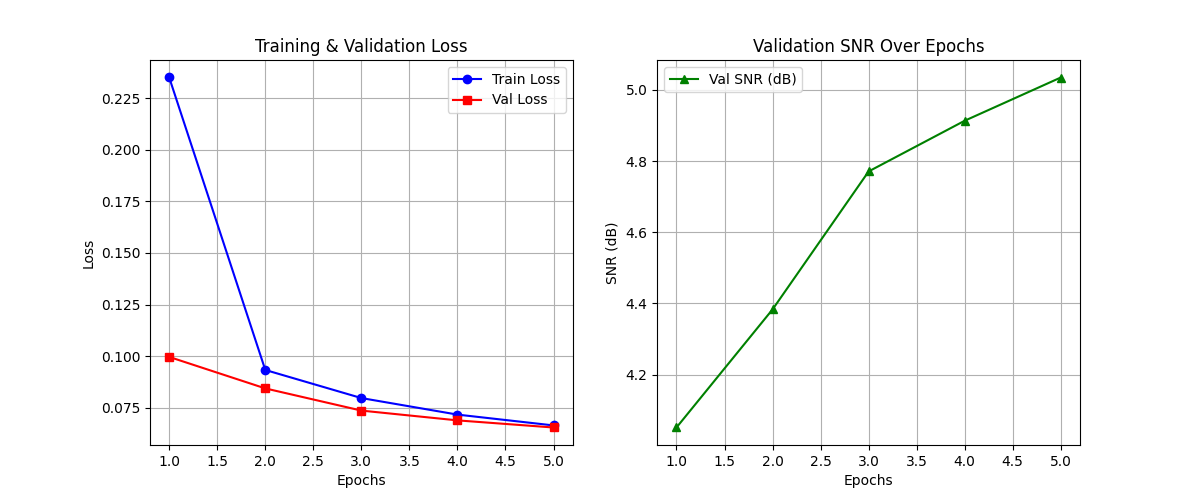 Training & Validation Loss
Train Loss
Val Loss
Loss
0.225
0.200
0.175
0.150
0.125
0.100
0.075
1.0 1.5 2.0 2.5 3.0 3.5 4.0 4.5 5.0
Epochs
Validation SNR Over Epochs
Val SNR (dB)
SNR (dB)
5.0
4.8
4.6
4.4
4.2
1.0 1.5 2.0 2.5 3.0 3.5 4.0 4.5 5.0
Epochs